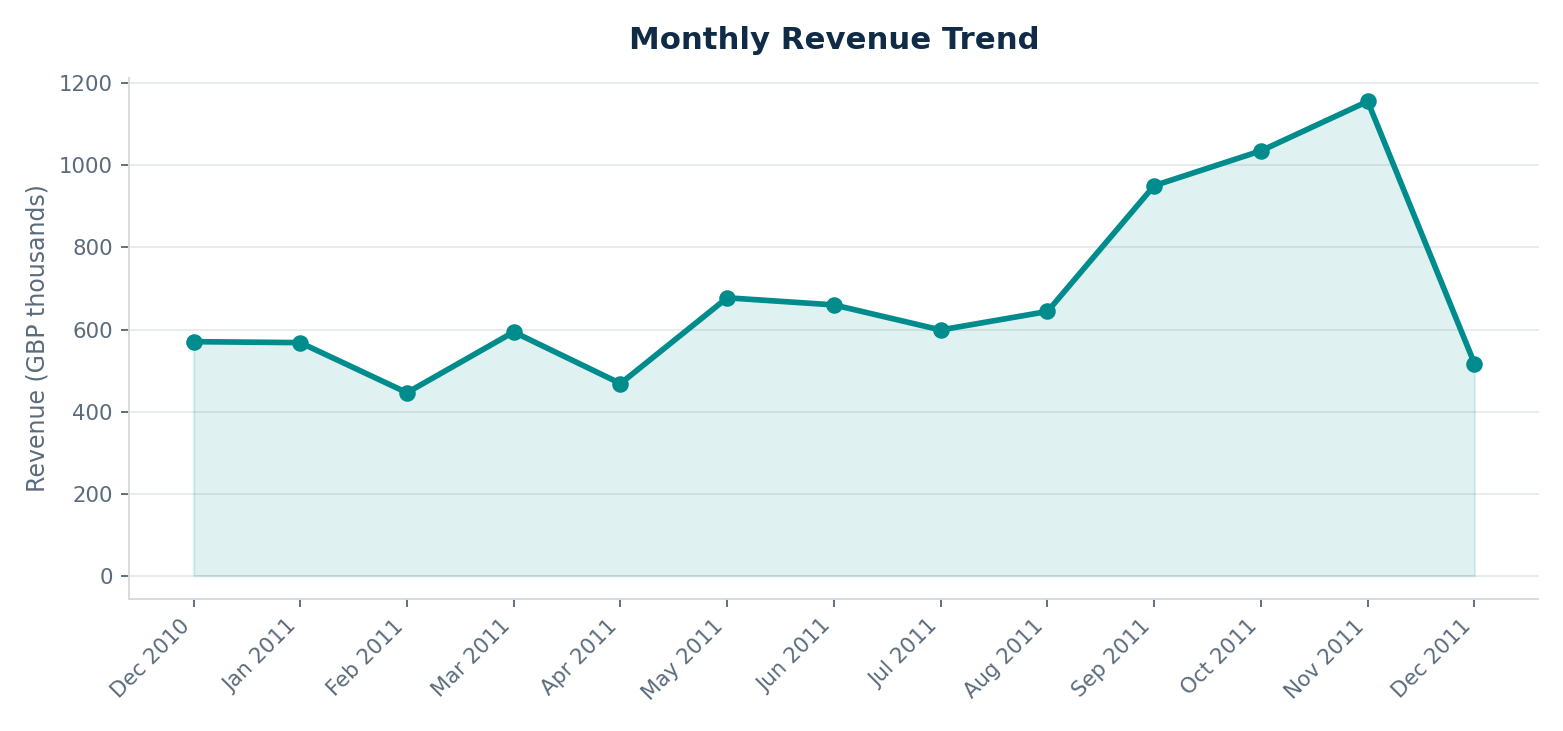 Monthly Revenue Trend
Revenue (GBP thousands)
1200
1000
800
600
400
200
0
Dec 2010
Jan 2011
Feb 2011
Mar 2011
Apr 2011
May 2011
Jun 2011
Jul 2011
Aug 2011
Sep 2011
Oct 2011
Nov 2011
Dec 2011